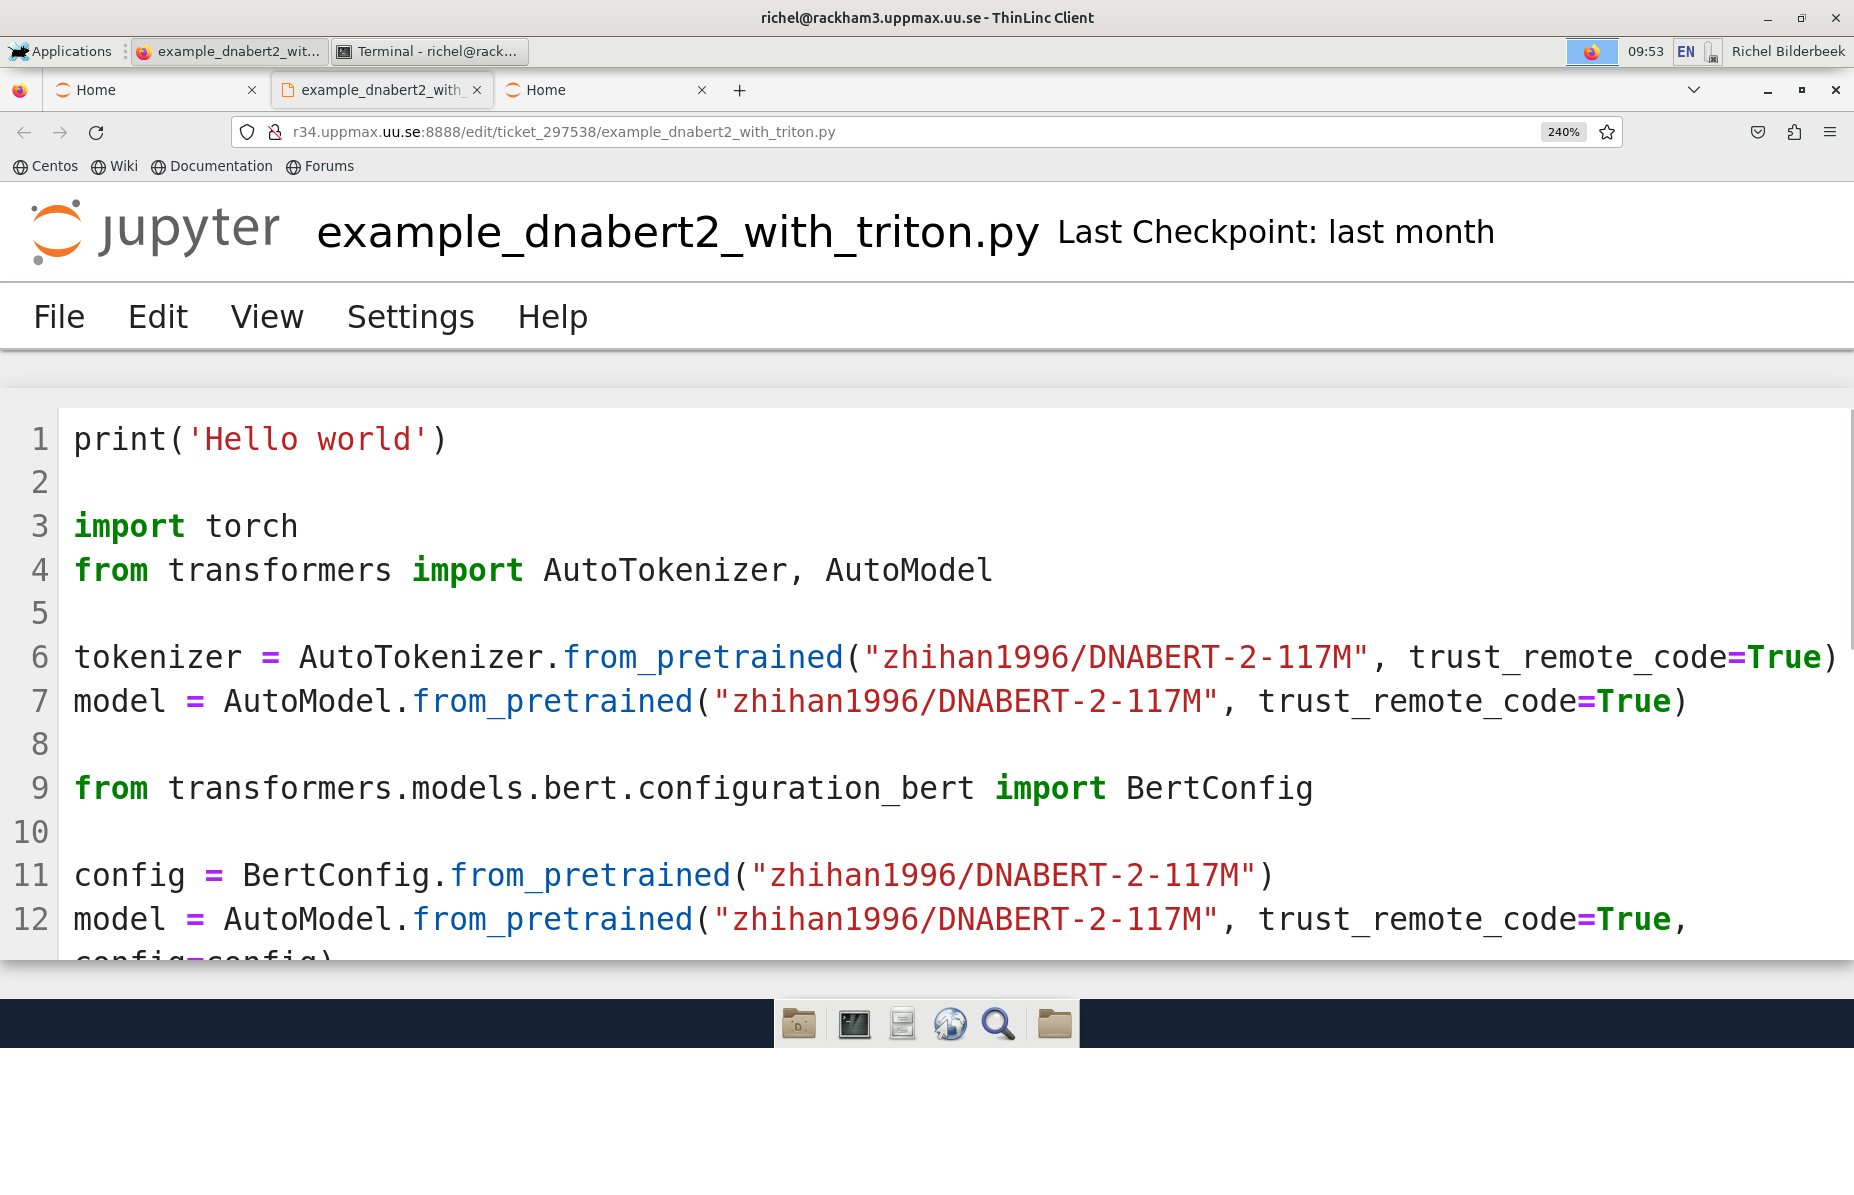 richel@rackham3.uppmax.uu.se - ThinLinc Client
Applications example_dnabert2_wit... Terminal - richel@rack... 09:53 EN Richel Bilderbeek
Home example_dnabert2_with_ Home
r34.uppmax.uu.se:8888/edit/ticket_297538/example_dnabert2_with_triton.py 240%
Centos Wiki Documentation Forums
jupyter example_dnabert2_with_triton.py Last Checkpoint: last month
File Edit View Settings Help
1 print('Hello world')
2
3 import torch
4 from transformers import AutoTokenizer, AutoModel
5
6 tokenizer = AutoTokenizer.from_pretrained("zhihan1996/DNABERT-2-117M", trust_remote_code=True)
7 model = AutoModel.from_pretrained("zhihan1996/DNABERT-2-117M", trust_remote_code=True)
8
9 from transformers.models.bert.configuration_bert import BertConfig
10
11 config = BertConfig.from_pretrained("zhihan1996/DNABERT-2-117M")
12 model = AutoModel.from_pretrained("zhihan1996/DNABERT-2-117M", trust_remote_code=True,
config=config)